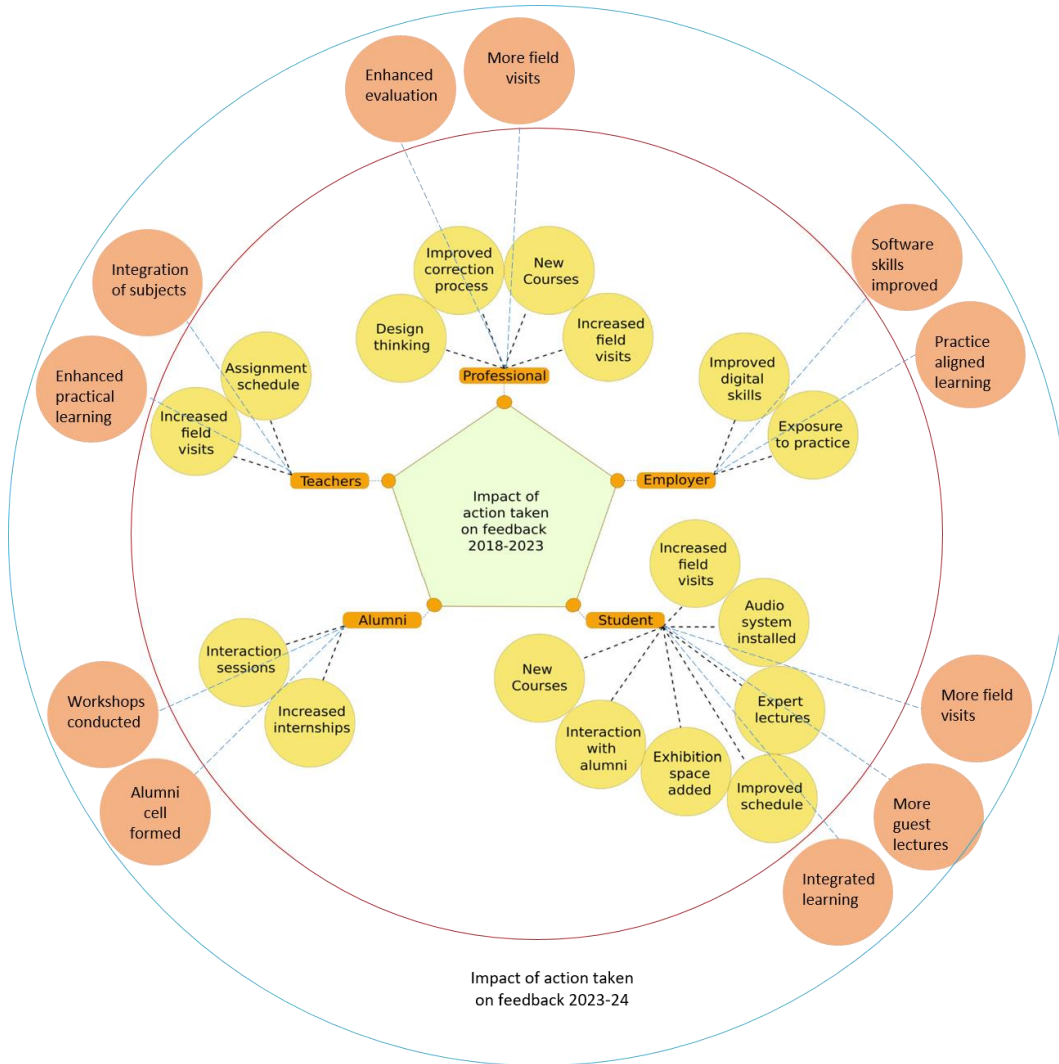 More field
visits
Enhanced
evaluation
Software
skills
improved
Integration
of subjects
Practice
aligned
learning
Enhanced
practical
learning
Improved
correction
process
New
Courses
Design
thinking
Increased
field
visits
Professional
Assignment
schedule
Increased
field
visits
Teachers
Improved
digital
skills
Exposure
to practice
Employer
Impact of
action taken
on feedback
2018-2023
Alumni
Interaction
sessions
Increased
internships
Student
Increased
field
visits
Audio
system
installed
New
Courses
Interaction
with
alumni
Exhibition
space
added
Expert
lectures
Improved
schedule
Workshops
conducted
Alumni
cell
formed
More field
visits
More
guest
lectures
Integrated
learning
Impact of action taken
on feedback 2023-24